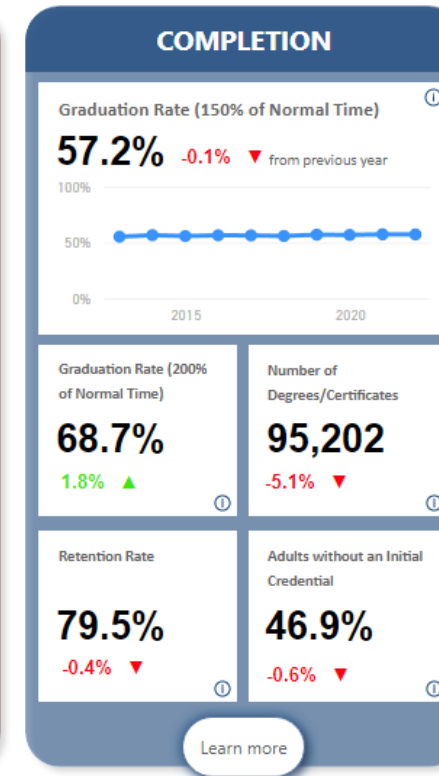 COMPLETION
Graduation Rate (150% of Normal Time)
57.2% -0.1% ▼ from previous year
100%
50%
0%
2015 2020
Graduation Rate (200%
of Normal Time)
68.7%
1.8% ▲
Number of
Degrees/Certificates
95,202
-5.1% ▼
Retention Rate
79.5%
-0.4% ▼
Adults without an Initial
Credential
46.9%
-0.6% ▼
Learn more